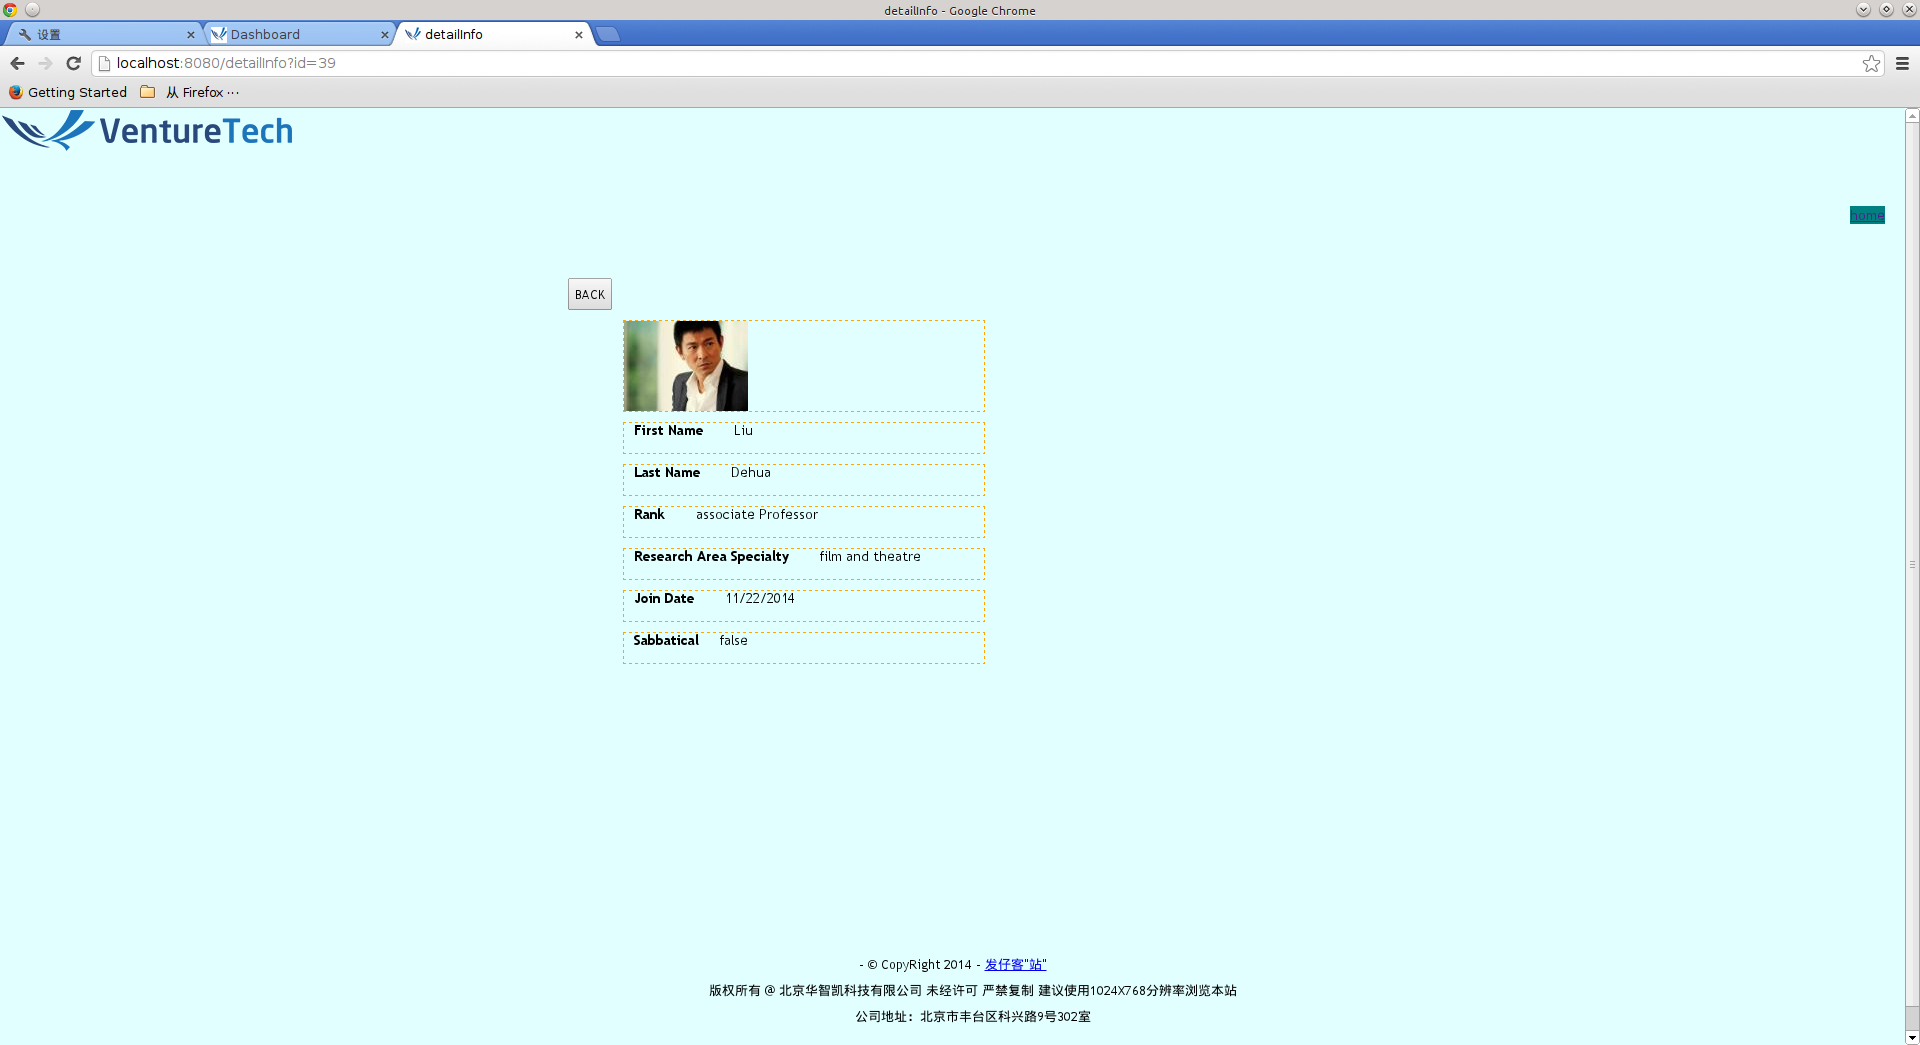 detailInfo - Google Chrome
设置
Dashboard
detailInfo
localhost:8080/detailInfo?id=39
Getting Started
从 Firefox ···
VentureTech
home
BACK
First Name Liu
Last Name Dehua
Rank associate Professor
Research Area Specialty film and theatre
Join Date 11/22/2014
Sabbatical false
- © CopyRight 2014 - 发仔客"站"
版权所有 @ 北京华智凯科技有限公司 未经许可 严禁复制 建议使用1024X768分辨率浏览本站
公司地址：北京市丰台区科兴路9号302室